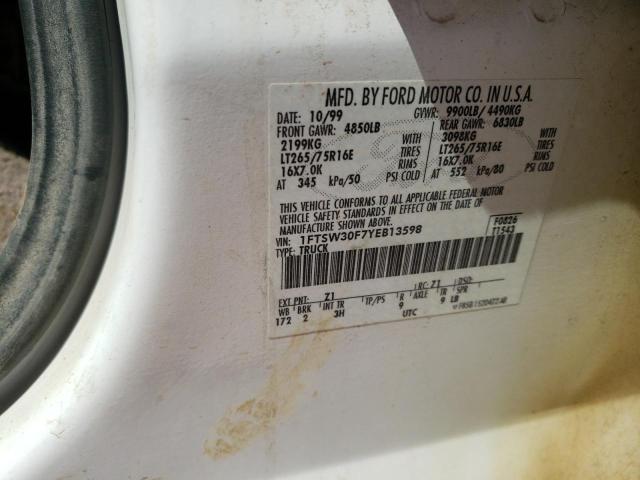 MFD. BY FORD MOTOR CO. IN U.S.A.
DATE: 10/99 GVWR: 9900LB/ 4490KG
FRONT GAWR: 4850LB REAR GAWR: 6830LB
2199KG WITH 3098KG WITH
LT265/75R16E TIRES LT265/75R16E TIRES
16X7.0K RIMS 16X7.0K RIMS
AT 345 kPa/50 PSI COLD AT 552 kPa/80 PSI COLD
THIS VEHICLE CONFORMS TO ALL APPLICABLE FEDERAL MOTOR
VEHICLE SAFETY STANDARDS IN EFFECT ON THE DATE OF
MANUFACTURE SHOWN ABOVE.
VIN: 1FTSW30F7YEB13598 F0826
TYPE: TRUCK T1543
EXT PNT: Z1 RC: Z1 DSO:
WB BRK INT TR TP/PS R AXLE TR SPR
172 2 3H 9 9 LB
UTC